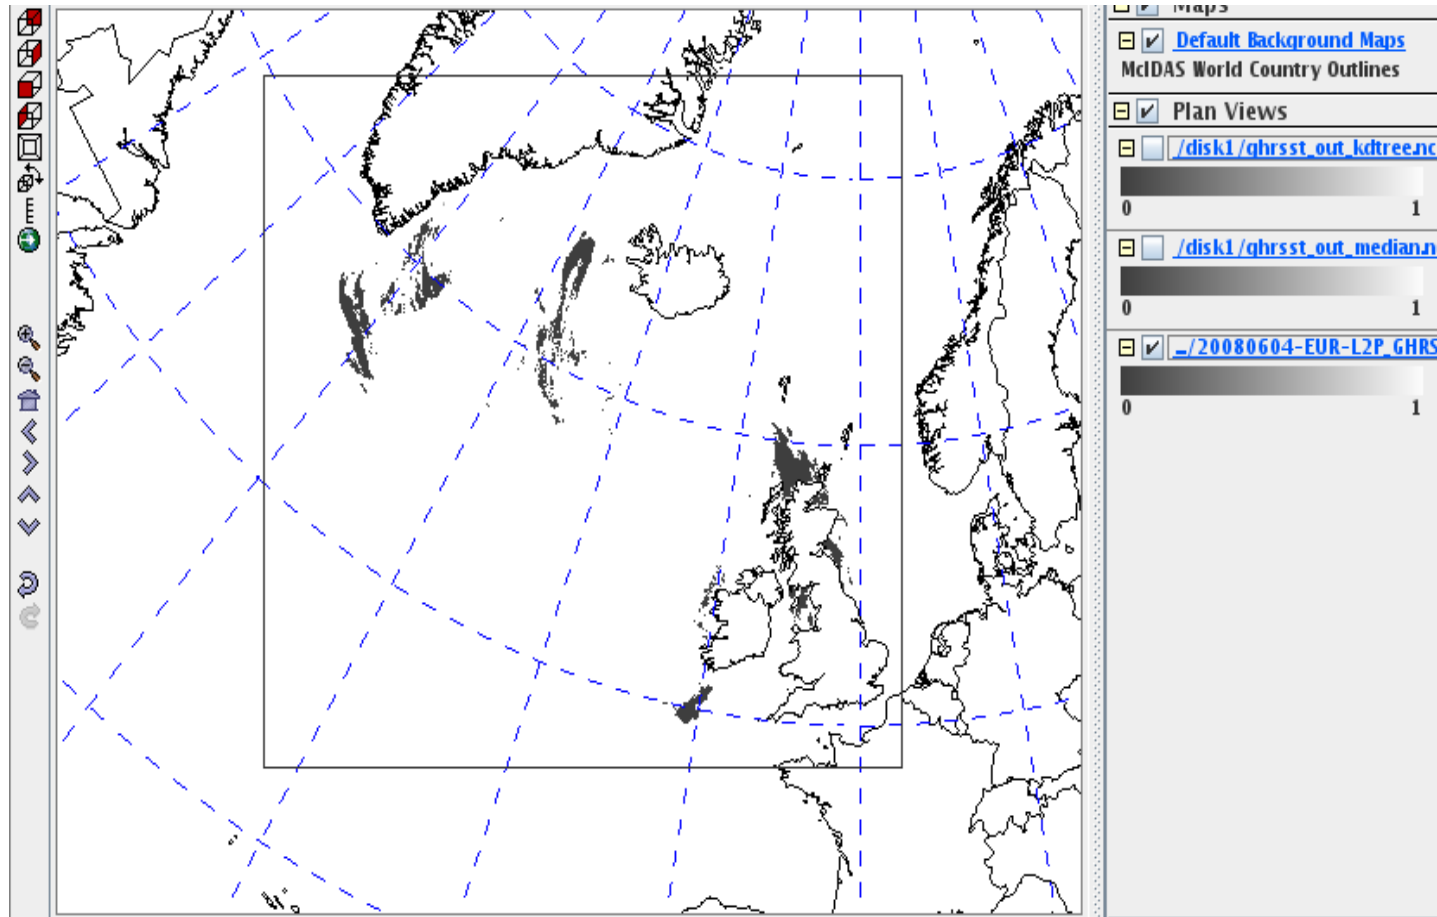 Maps
Default Background Maps
McIDAS World Country Outlines
Plan Views
/disk1/ghrsst_out_kdtree.nc
0 1
/disk1/ghrsst_out_median.n
0 1
/20080604-EUR-L2P_GHRS
0 1